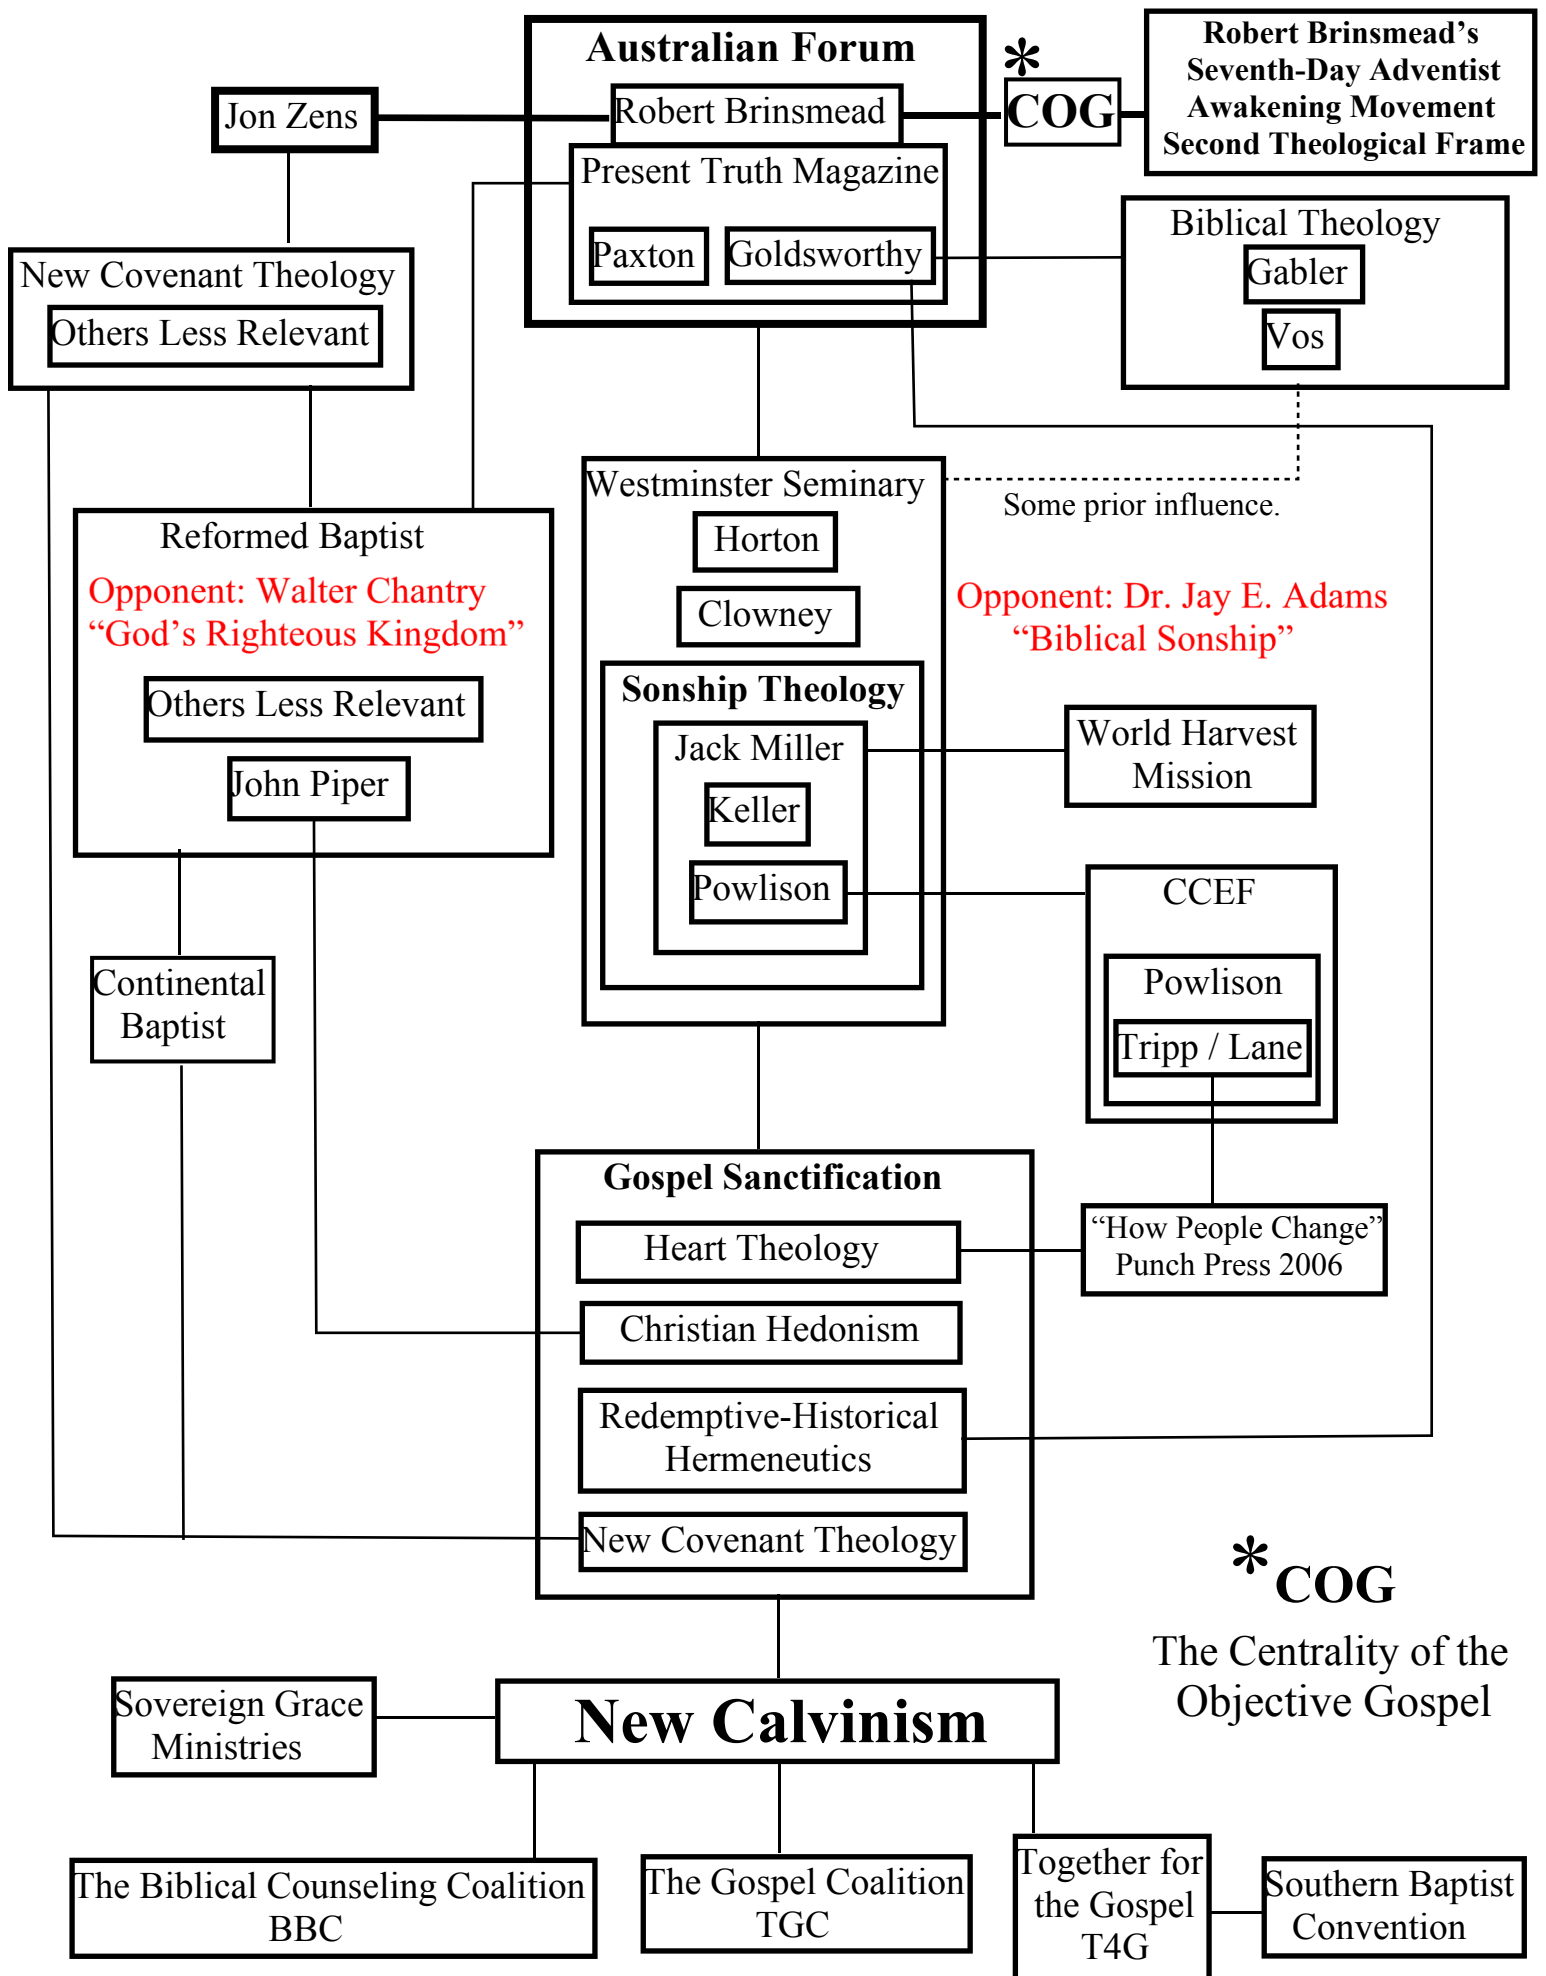 Australian Forum
Robert Brinsmead
Present Truth Magazine
Paxton
Goldsworthy
Jon Zens
*
COG
Robert Brinsmead’s
Seventh-Day Adventist
Awakening Movement
Second Theological Frame
New Covenant Theology
Others Less Relevant
Biblical Theology
Gabler
Vos
Some prior influence.
Reformed Baptist
Opponent: Walter Chantry
“God’s Righteous Kingdom”
Others Less Relevant
John Piper
Westminster Seminary
Horton
Clowney
Sonship Theology
Jack Miller
Keller
Powlison
Opponent: Dr. Jay E. Adams
“Biblical Sonship”
World Harvest
Mission
CCEF
Powlison
Tripp / Lane
Continental
Baptist
“How People Change”
Punch Press 2006
Gospel Sanctification
Heart Theology
Christian Hedonism
Redemptive-Historical
Hermeneutics
New Covenant Theology
*COG
The Centrality of the
Objective Gospel
New Calvinism
Sovereign Grace
Ministries
The Biblical Counseling Coalition
BBC
The Gospel Coalition
TGC
Together for
the Gospel
T4G
Southern Baptist
Convention